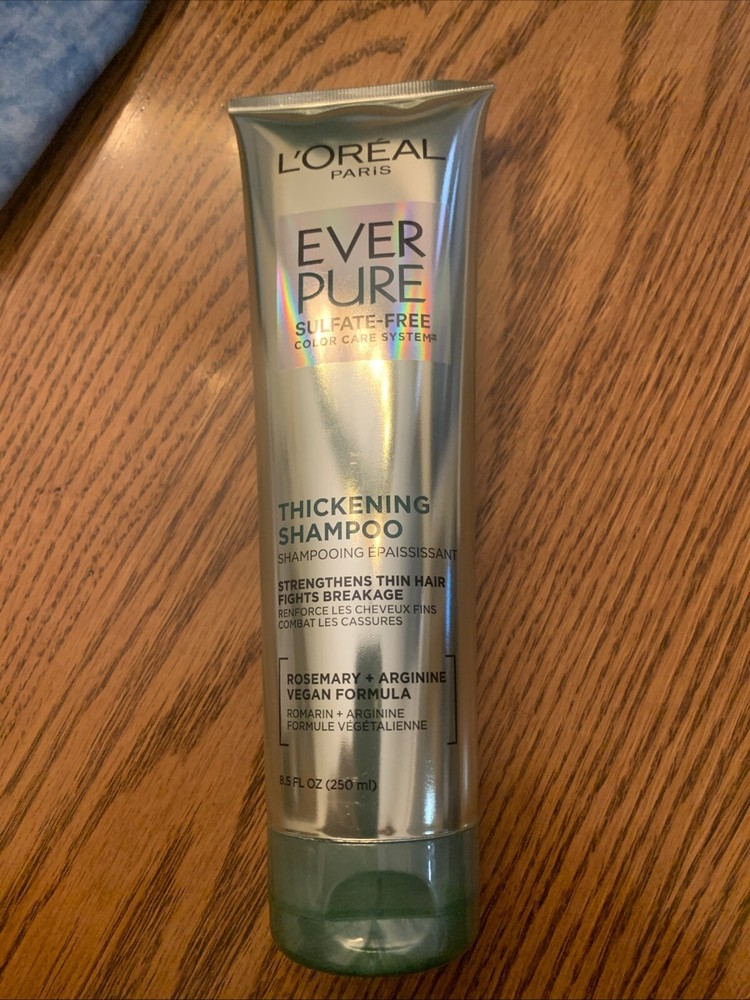 L'ORÉAL
PARIS
EVER
PURE
SULFATE-FREE
COLOR CARE SYSTEM
THICKENING
SHAMPOO
SHAMPOOING ÉPAISSISSANT
STRENGTHENS THIN HAIR
FIGHTS BREAKAGE
RENFORCE LES CHEVEUX FINS
COMBAT LES CASSURES
ROSEMARY + ARGININE
VEGAN FORMULA
ROMARIN + ARGININE
FORMULE VÉGÉTALIENNE
8.5 FL OZ (250 ml)